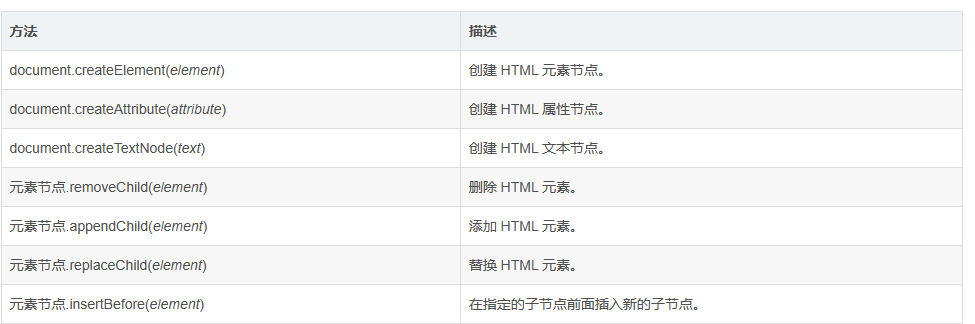 方法 描述
document.createElement(element) 创建 HTML 元素节点。
document.createAttribute(attribute) 创建 HTML 属性节点。
document.createTextNode(text) 创建 HTML 文本节点。
元素节点.removeChild(element) 删除 HTML 元素。
元素节点.appendChild(element) 添加 HTML 元素。
元素节点.replaceChild(element) 替换 HTML 元素。
元素节点.insertBefore(element) 在指定的子节点前面插入新的子节点。